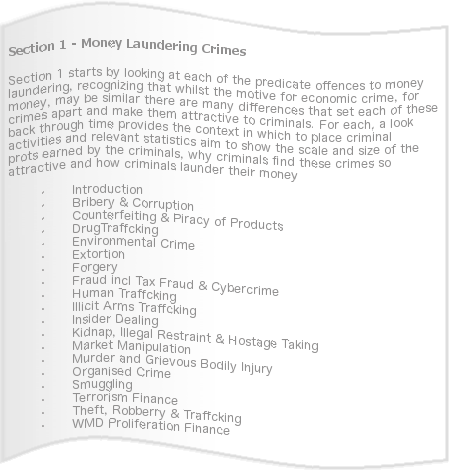 Section 1 - Money Laundering Crimes
Section 1 starts by looking at each of the predicate offences to money
laundering, recognizing that whilst the motive for economic crime, for
money, may be similar there are many differences that set each of these
crimes apart and make them attractive to criminals. For each, a look
back through time provides the context in which to place criminal
activities and relevant statistics aim to show the scale and size of the
prots earned by the criminals, why criminals find these crimes so
attractive and how criminals launder their money
. Introduction
. Bribery & Corruption
. Counterfeiting & Piracy of Products
. DrugTraffcking
. Environmental Crime
. Extortion
. Forgery
. Fraud incl Tax Fraud & Cybercrime
. Human Traffcking
. Illicit Arms Traffcking
. Insider Dealing
. Kidnap, Illegal Restraint & Hostage Taking
. Market Manipulation
. Murder and Grievous Bodily Injury
. Organised Crime
. Smuggling
. Terrorism Finance
. Theft, Robberry & Traffcking
. WMD Proliferation Finance